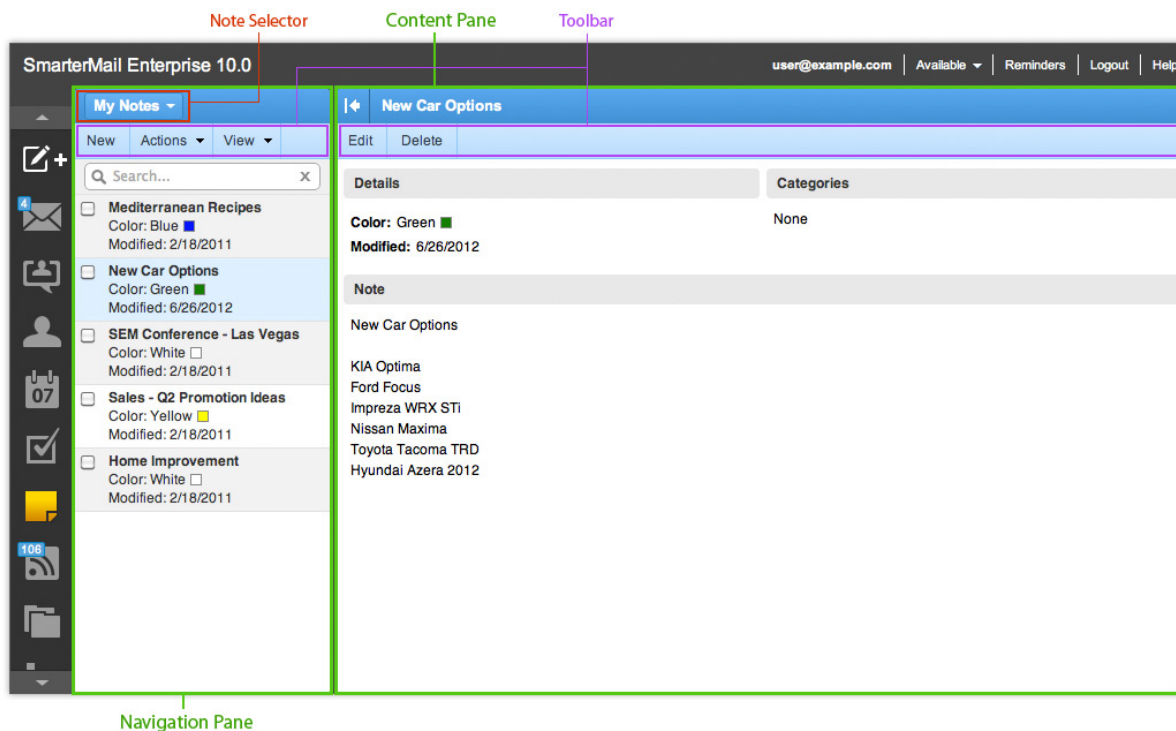 Note Selector
Content Pane
Toolbar
SmarterMail Enterprise 10.0
user@example.com
Available
Reminders
Logout
Help
My Notes
New Car Options
New
Actions
View
Edit
Delete
Search...
X
Mediterranean Recipes
Color: Blue
Modified: 2/18/2011
New Car Options
Color: Green
Modified: 6/26/2012
SEM Conference - Las Vegas
Color: White
Modified: 2/18/2011
Sales - Q2 Promotion Ideas
Color: Yellow
Modified: 2/18/2011
Home Improvement
Color: White
Modified: 2/18/2011
4
07
106
Details
Categories
Color: Green
None
Modified: 6/26/2012
Note
New Car Options
KIA Optima
Ford Focus
Impreza WRX STi
Nissan Maxima
Toyota Tacoma TRD
Hyundai Azera 2012
Navigation Pane